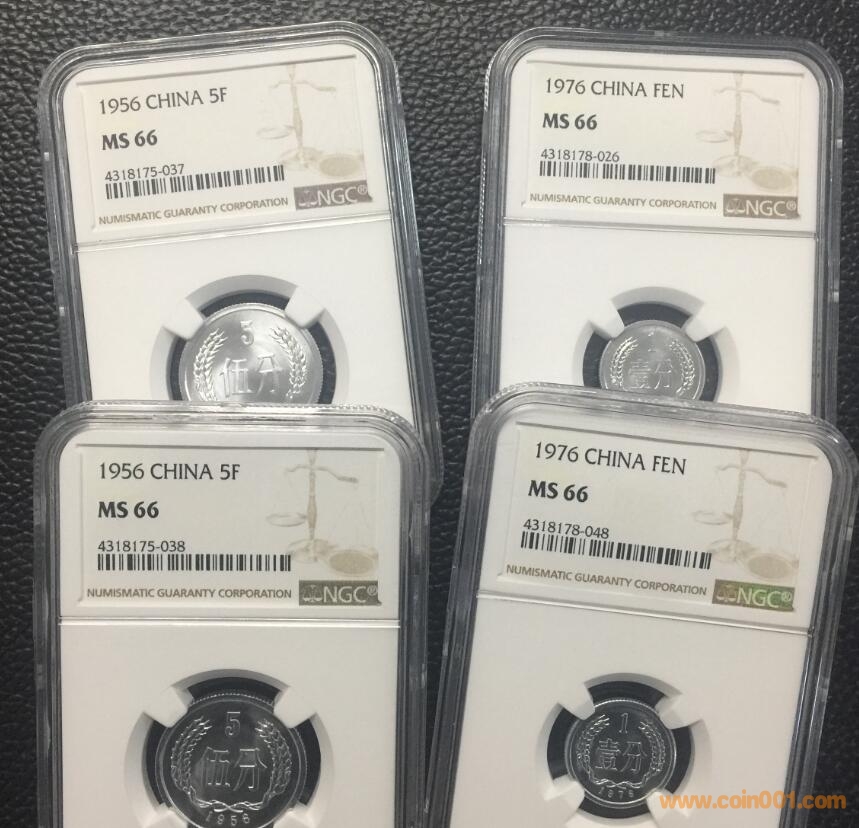 1956 CHINA 5F
MS 66
4318175-037
NUMISMATIC GUARANTY CORPORATION NGC®
5
伍分
1976 CHINA FEN
MS 66
4318178-026
NUMISMATIC GUARANTY CORPORATION NGC®
1
壹分
1956 CHINA 5F
MS 66
4318175-038
NUMISMATIC GUARANTY CORPORATION NGC®
5
伍分
1956
1976 CHINA FEN
MS 66
4318178-048
NUMISMATIC GUARANTY CORPORATION NGC®
1
壹分
1976
www.coin001.com